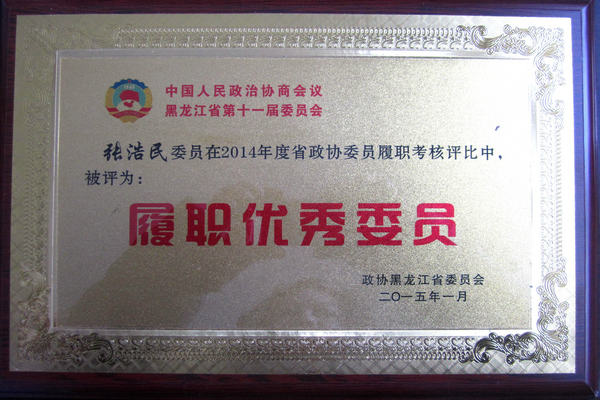 中国人民政治协商会议
黑龙江省第十一届委员会
张浩民委员在2014年度省政协委员履职考核评比中，
被评为：
履职优秀委员
政协黑龙江省委员会
二〇一五年一月